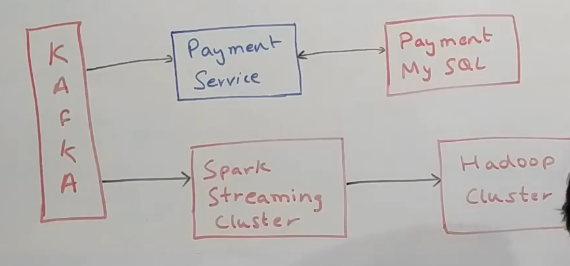 K
A
F
K
A
Payment
Service
Payment
My SQL
Spark
Streaming
Cluster
Hadoop
Cluster